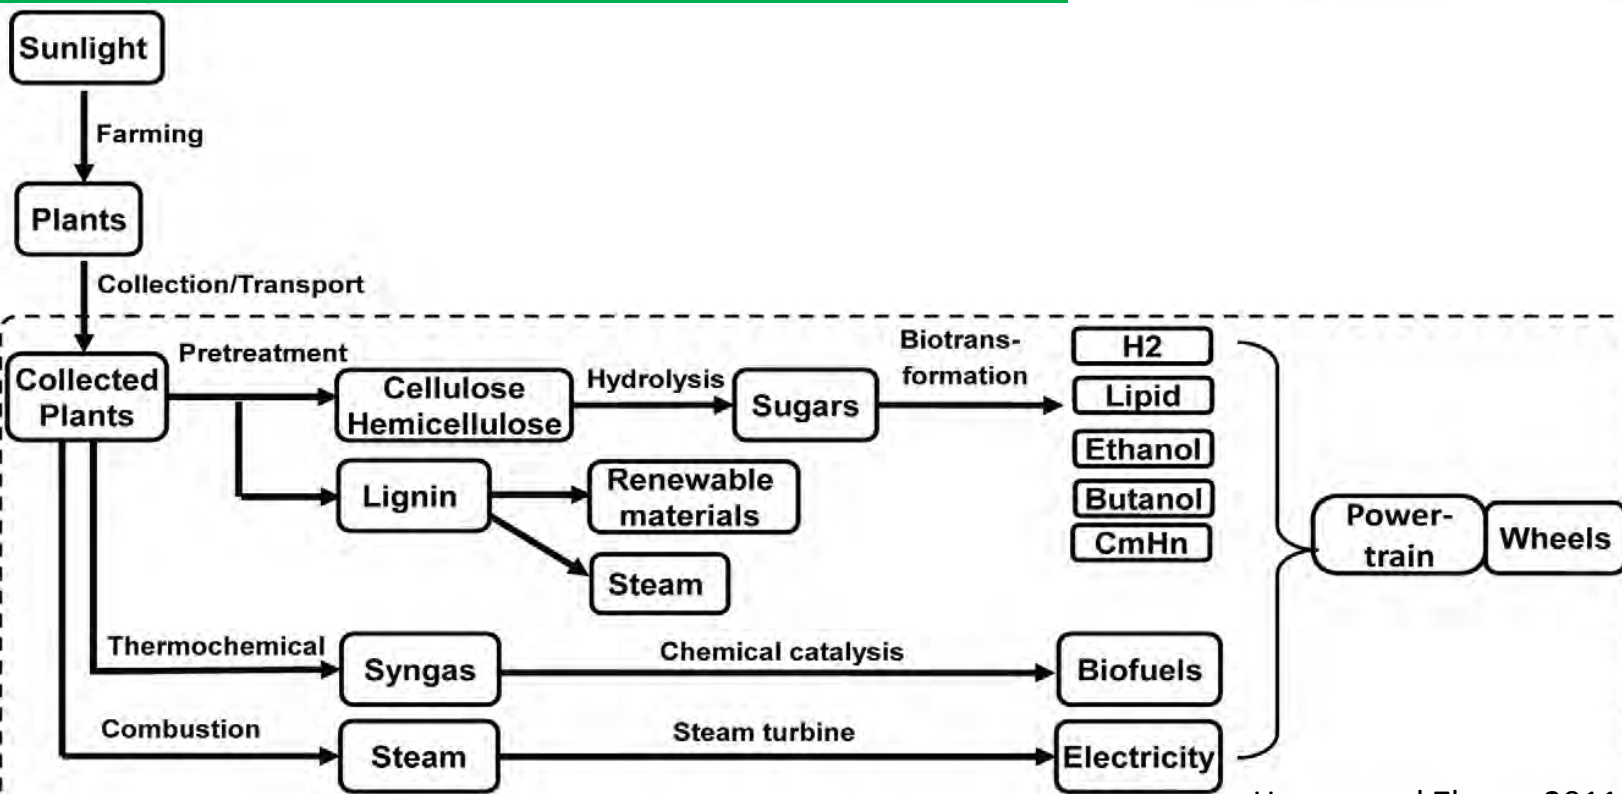 Sunlight
Farming
Plants
Collection/Transport
Collected
Plants
Pretreatment
Cellulose
Hemicellulose
Hydrolysis
Sugars
Biotrans-
formation
H2
Lipid
Ethanol
Butanol
CmHn
Lignin
Renewable
materials
Steam
Power-
train
Wheels
Thermochemical
Syngas
Chemical catalysis
Biofuels
Combustion
Steam
Steam turbine
Electricity